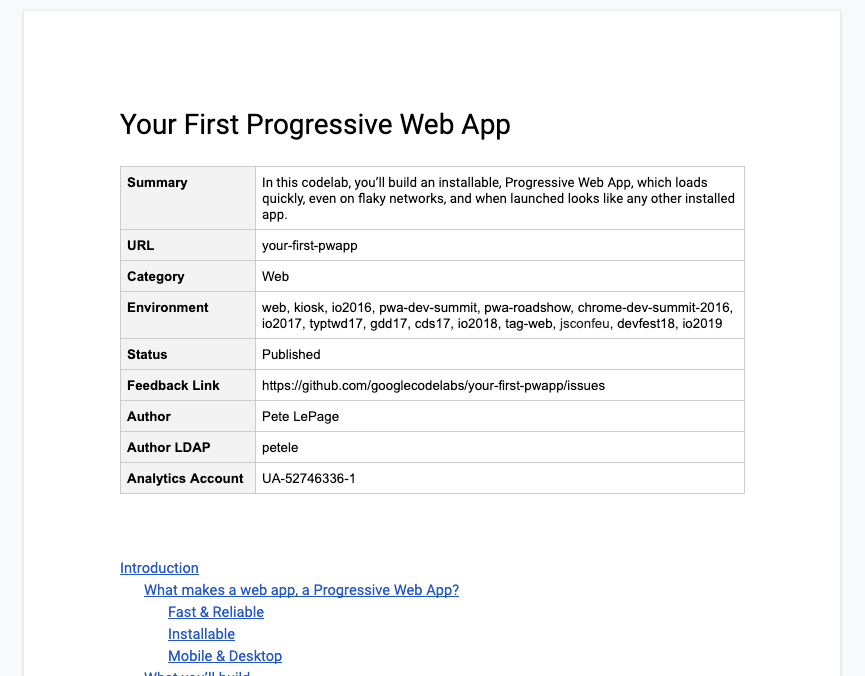 Your First Progressive Web App
Summary
In this codelab, you’ll build an installable, Progressive Web App, which loads
quickly, even on flaky networks, and when launched looks like any other installed
app.
URL
your-first-pwapp
Category
Web
Environment
web, kiosk, io2016, pwa-dev-summit, pwa-roadshow, chrome-dev-summit-2016,
io2017, typtwd17, gdd17, cds17, io2018, tag-web, jsconfeu, devfest18, io2019
Status
Published
Feedback Link
https://github.com/googlecodelabs/your-first-pwapp/issues
Author
Pete LePage
Author LDAP
petele
Analytics Account
UA-52746336-1
Introduction
What makes a web app, a Progressive Web App?
Fast & Reliable
Installable
Mobile & Desktop
What you’ll build